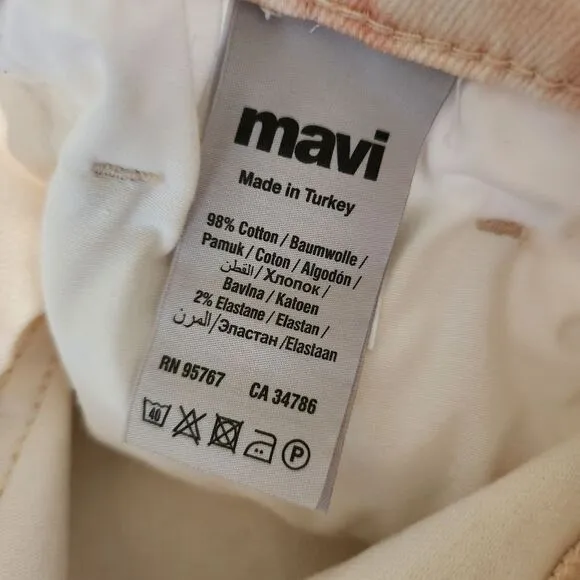 mavi
Made in Turkey
98% Cotton / Baumwolle /
Pamuk / Coton / Algodón /
القطن / Хлопок /
Bavlna / Katoen
2% Elastane / Elastan /
المرن/Эластан /Elastaan
RN 95767 CA 34786
40 P